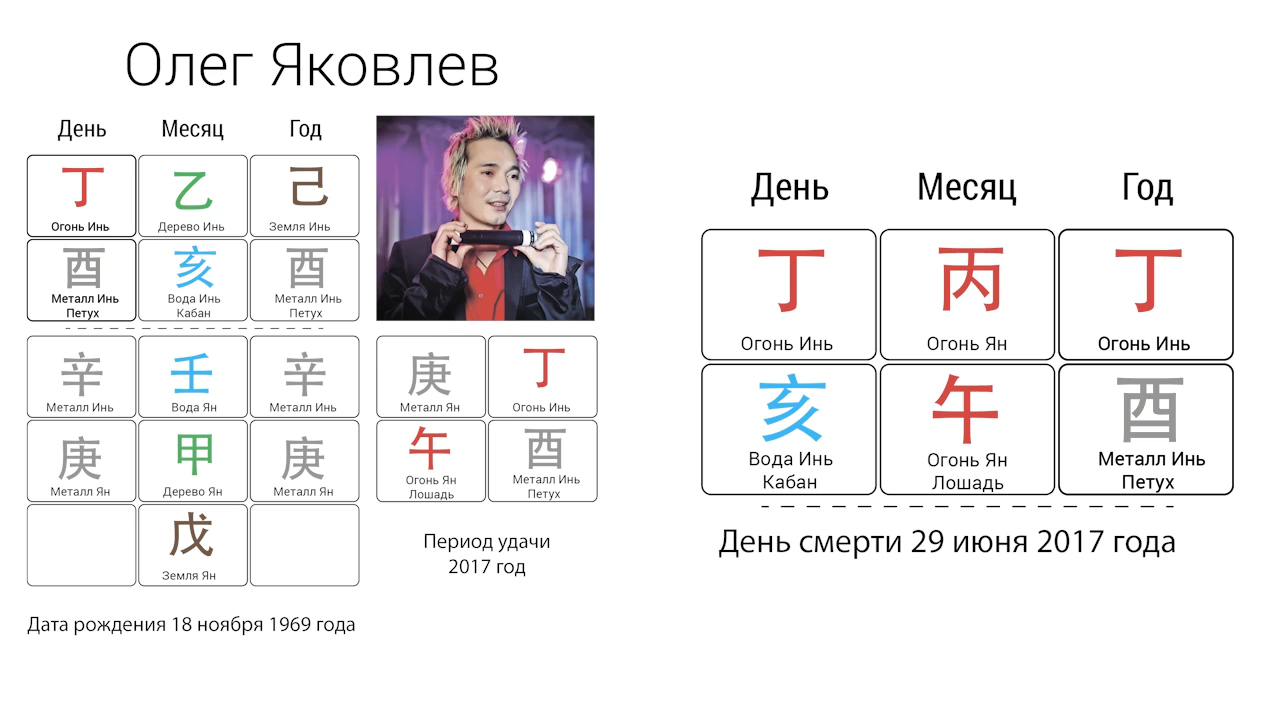 Олег Яковлев
День Месяц Год
丁 乙 己
Огонь Инь Дерево Инь Земля Инь
酉 亥 酉
Металл Инь Вода Инь Металл Инь
Петух Кабан Петух
辛 壬 辛
Металл Инь Вода Ян Металл Инь
庚 甲 庚
Металл Ян Дерево Ян Металл Ян
戊
Земля Ян
Дата рождения 18 ноября 1969 года
庚 丁
Металл Ян Огонь Инь
午 酉
Огонь Ян Металл Инь
Лошадь Петух
Период удачи
2017 год
День Месяц Год
丁 丙 丁
Огонь Инь Огонь Ян Огонь Инь
亥 午 酉
Вода Инь Огонь Ян Металл Инь
Кабан Лошадь Петух
День смерти 29 июня 2017 года